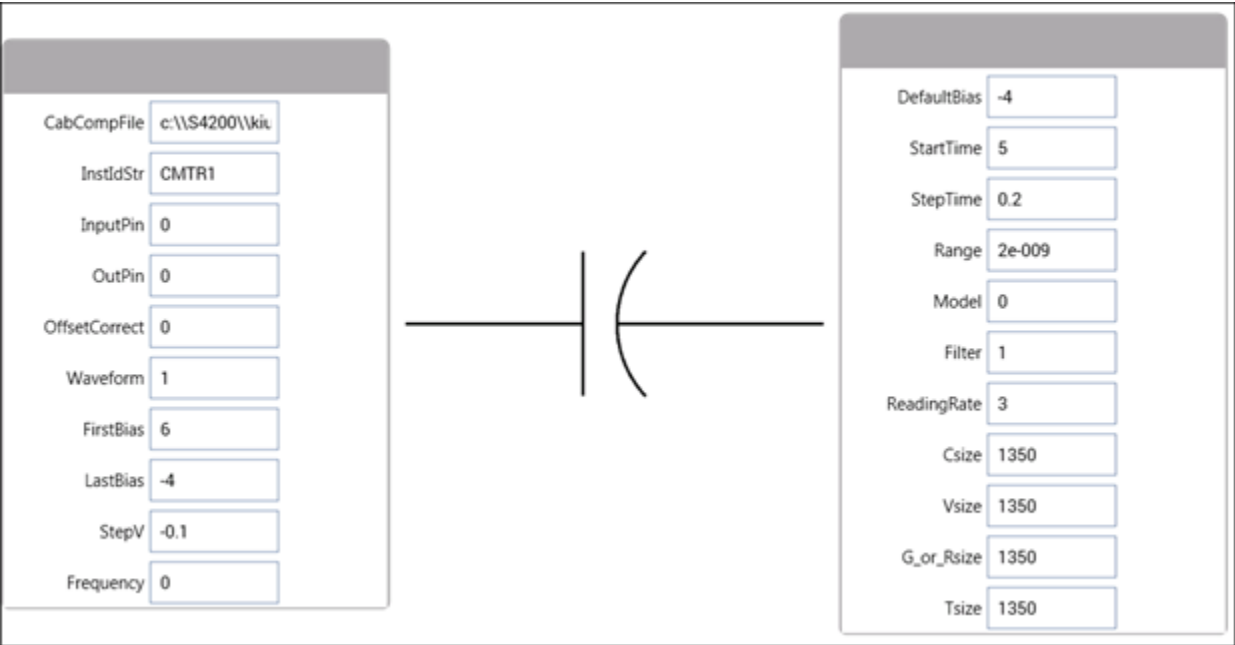 CabCompFile c:\\S4200\\kiu
InstIdStr CMTR1
InputPin 0
OutPin 0
OffsetCorrect 0
Waveform 1
FirstBias 6
LastBias -4
StepV -0.1
Frequency 0
DefaultBias -4
StartTime 5
StepTime 0.2
Range 2e-009
Model 0
Filter 1
ReadingRate 3
Csize 1350
Vsize 1350
G_or_Rsize 1350
Tsize 1350